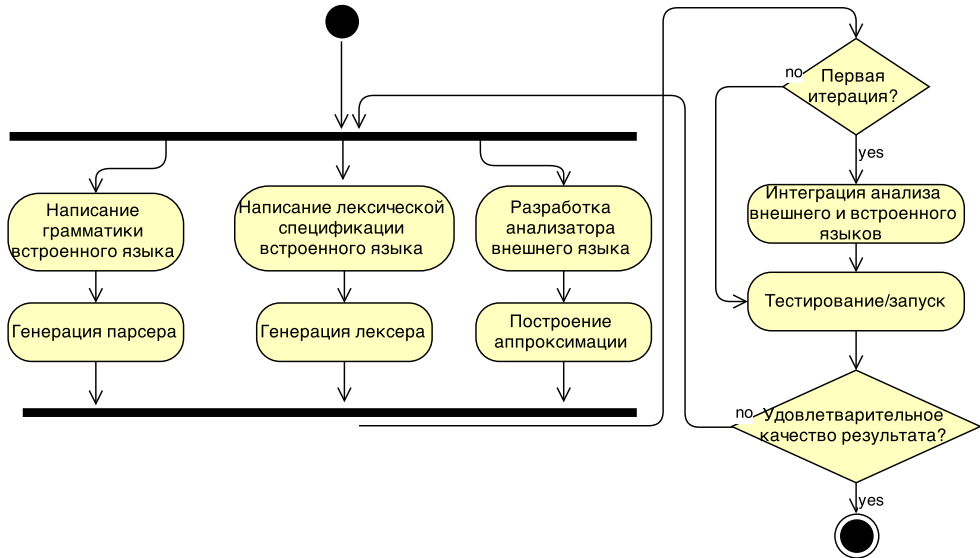 no
Первая
итерация?
yes
Написание
грамматики
встроенного языка
Написание лексической
спецификации
встроенного языка
Разработка
анализатора
внешнего языка
Интеграция анализа
внешнего и встроенного
языков
Генерация парсера
Генерация лексера
Построение
аппроксимации
Тестирование/запуск
no
Удовлетварительное
качество результата?
yes